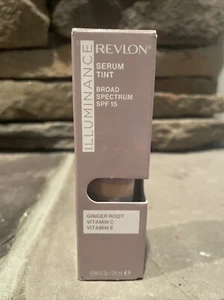 ILLUMINANCE
REVLON
SERUM
TINT
BROAD
SPECTRUM
SPF 15
GINGER ROOT
VITAMIN C
VITAMIN E